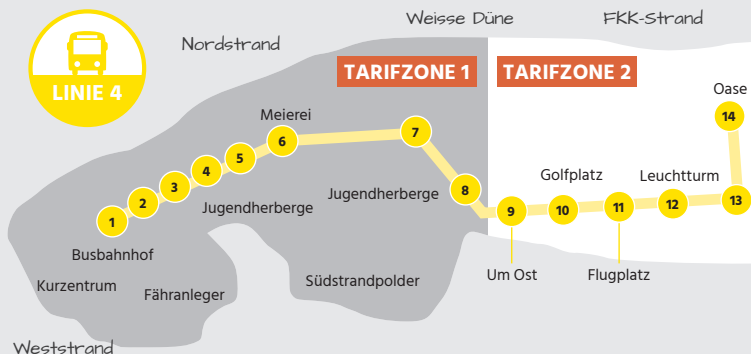 Weisse Düne
FKK-Strand
Nordstrand
TARIFZONE 1
TARIFZONE 2
LINIE 4
Oase
14
Meierei
7
6
5
4
3
2
1
8
9
10
11
12
13
Golfplatz
Leuchtturm
Jugendherberge
Jugendherberge
Busbahnhof
Kurzentrum
Fähranleger
Südstrandpolder
Um Ost
Flugplatz
Weststrand